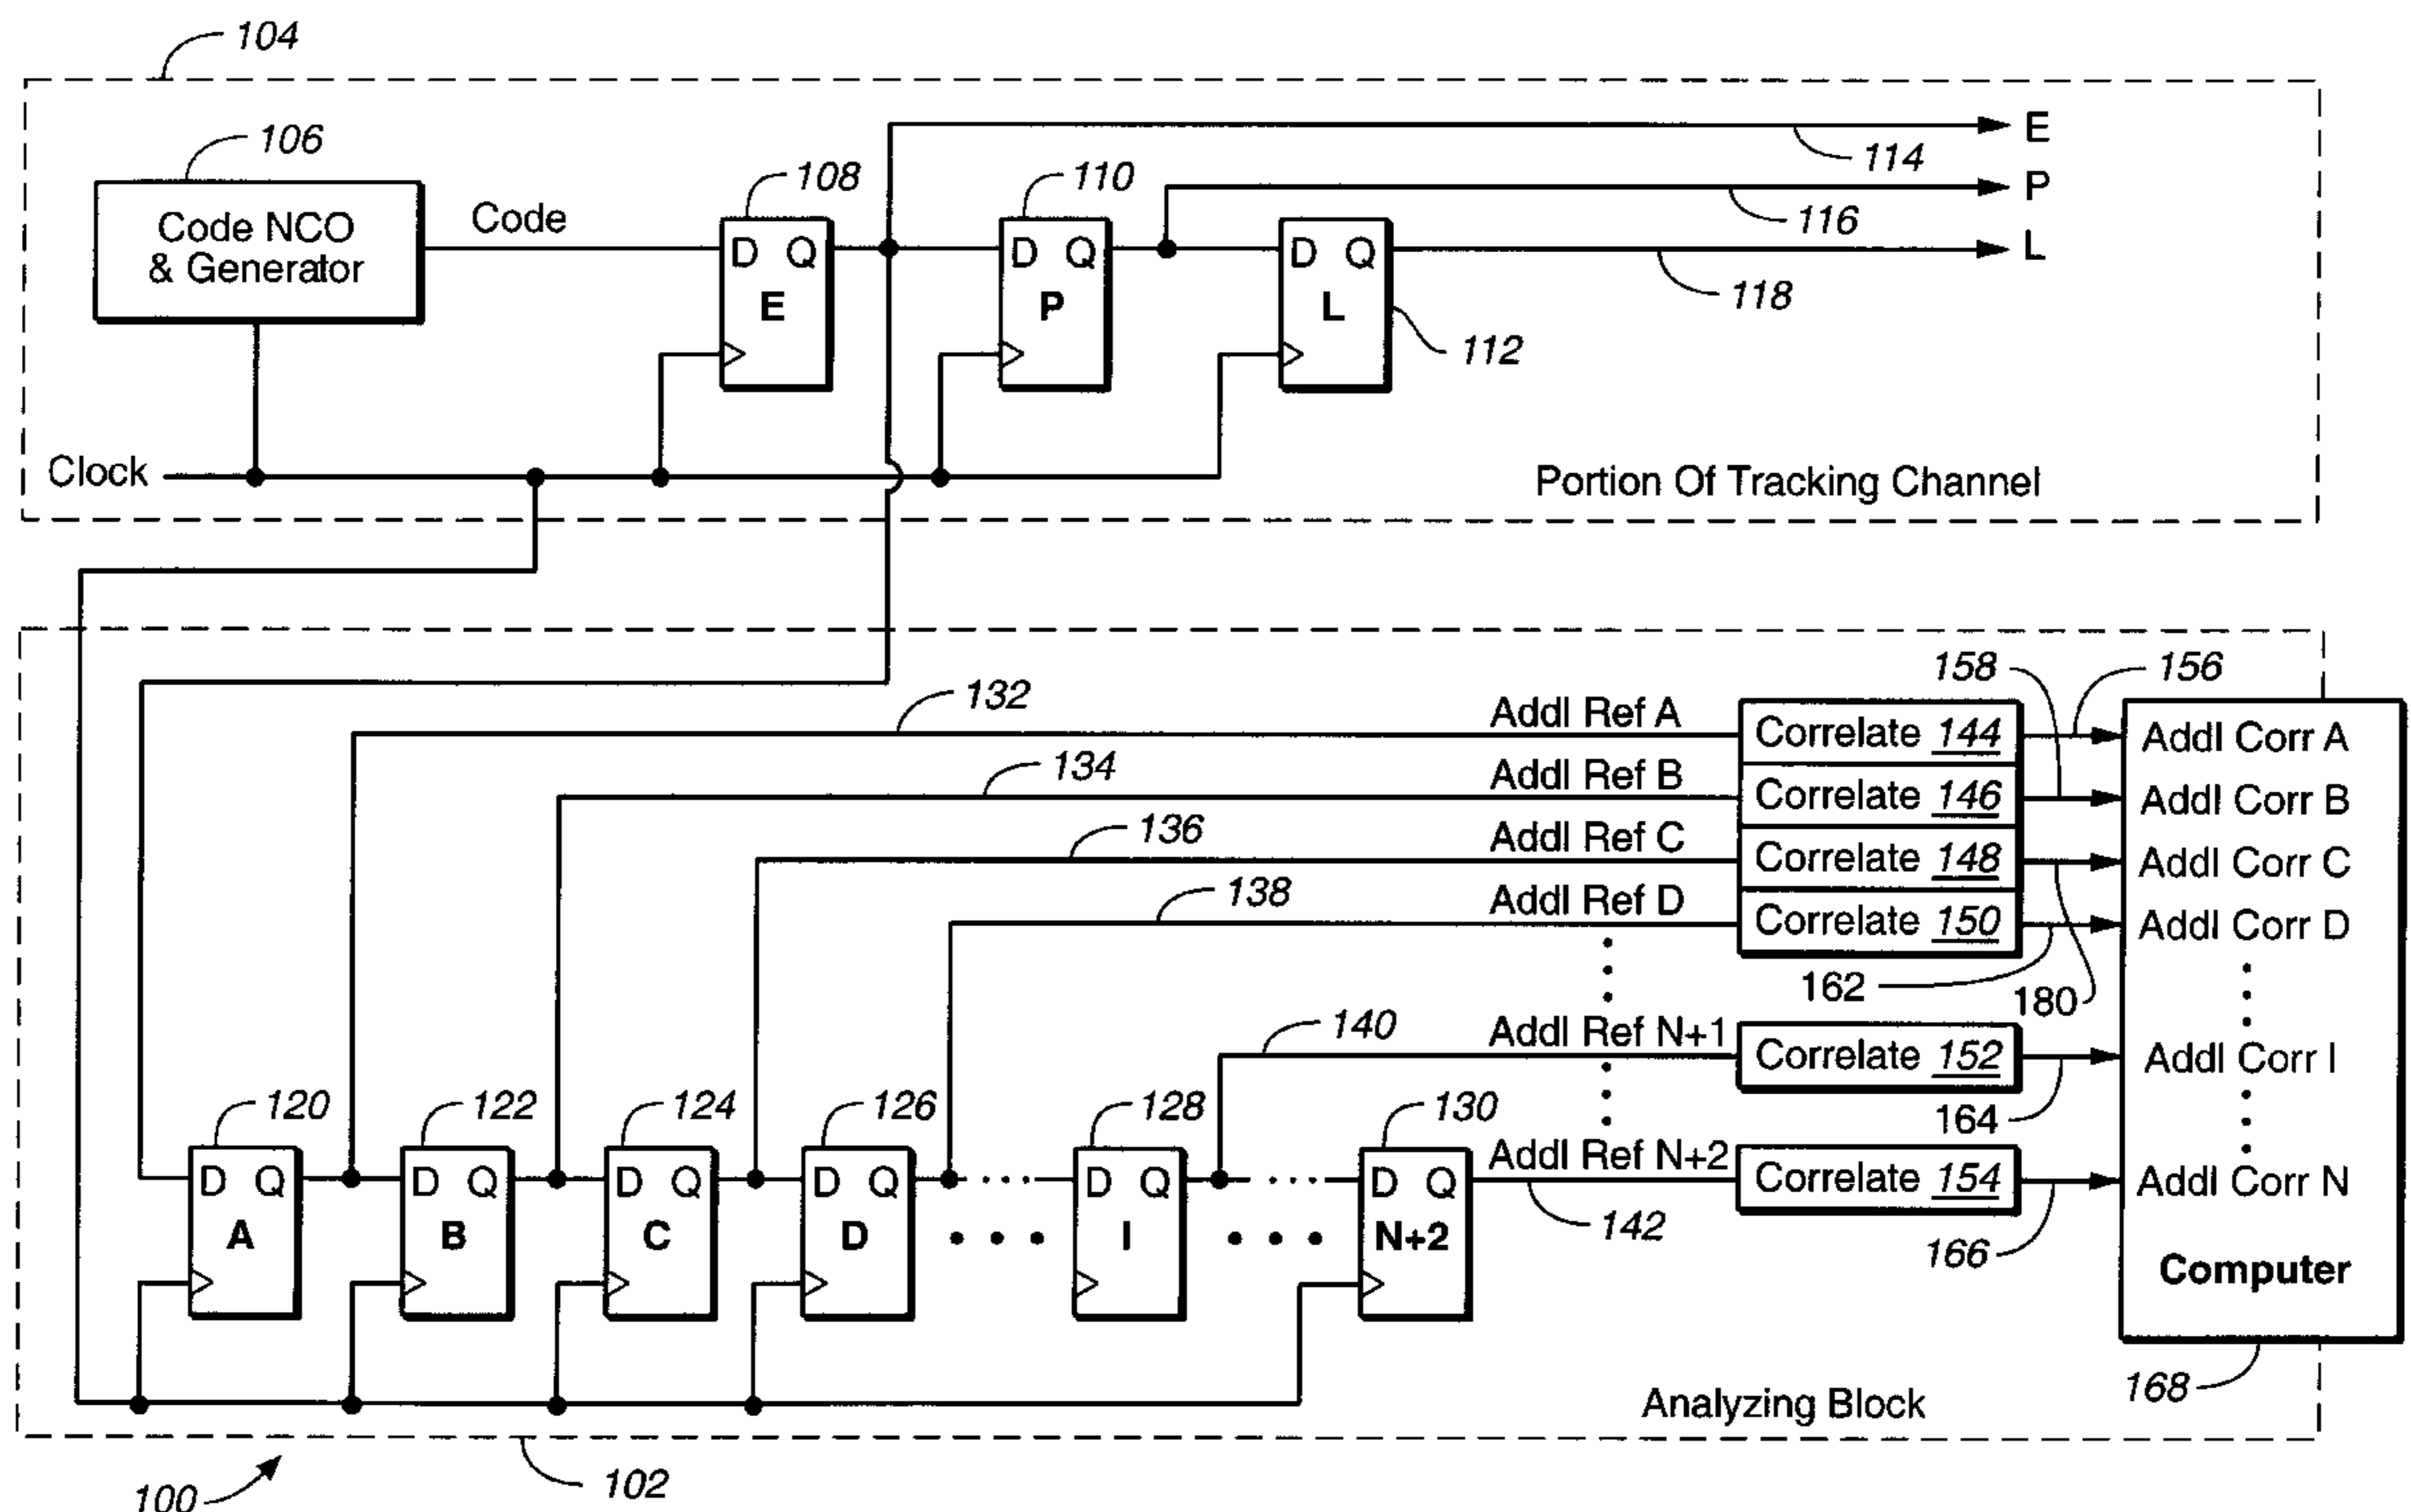 104
106
Code NCO
& Generator
Code
108
D Q
E
110
D Q
P
D Q
L
112
E
114
P
116
L
118
Clock
Portion Of Tracking Channel
132
134
136
138
140
Addl Ref A
Addl Ref B
Addl Ref C
Addl Ref D
Addl Ref N+1
Addl Ref N+2
142
Correlate 144
Correlate 146
Correlate 148
Correlate 150
Correlate 152
Correlate 154
158
156
162
180
164
166
Addl Corr A
Addl Corr B
Addl Corr C
Addl Corr D
Addl Corr I
Addl Corr N
Computer
168
120
D Q
A
122
D Q
B
124
D Q
C
126
D Q
D
128
D Q
I
130
D Q
N+2
Analyzing Block
100
102